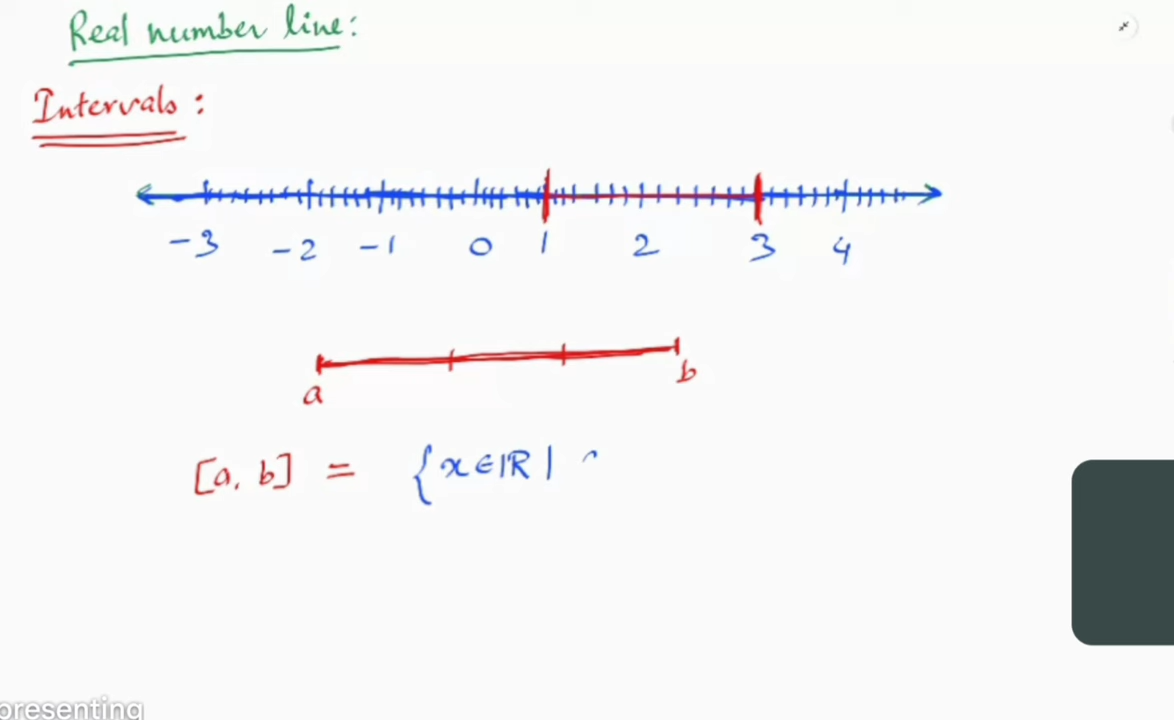 Real number line:
Intervals:
-3 -2 -1 0 1 2 3 4
a b
[a, b] = {x∈ℝ|
presenting